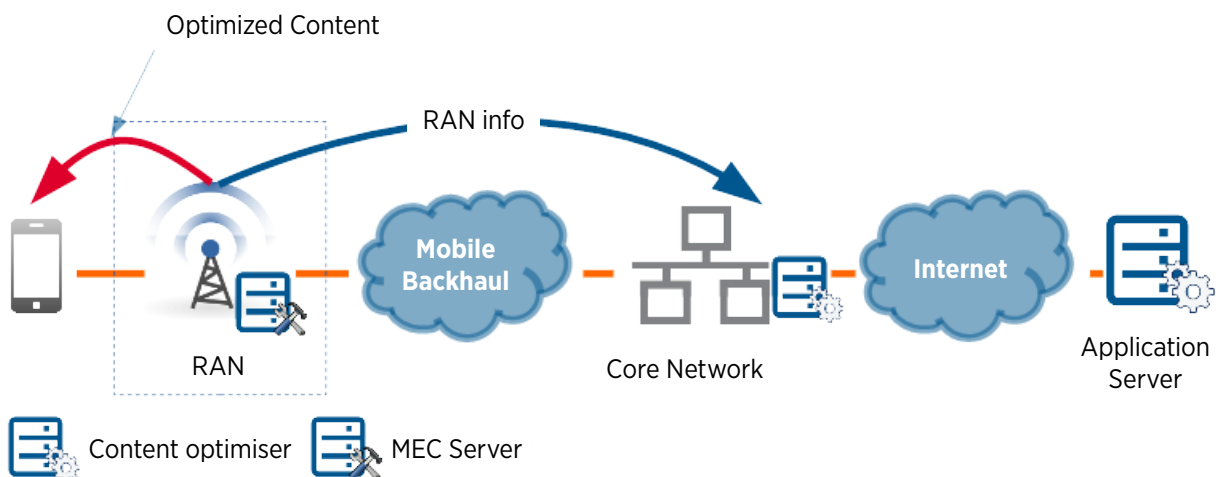 Optimized Content
RAN info
Mobile
Backhaul
Internet
RAN
Core Network
Application
Server
Content optimiser
MEC Server